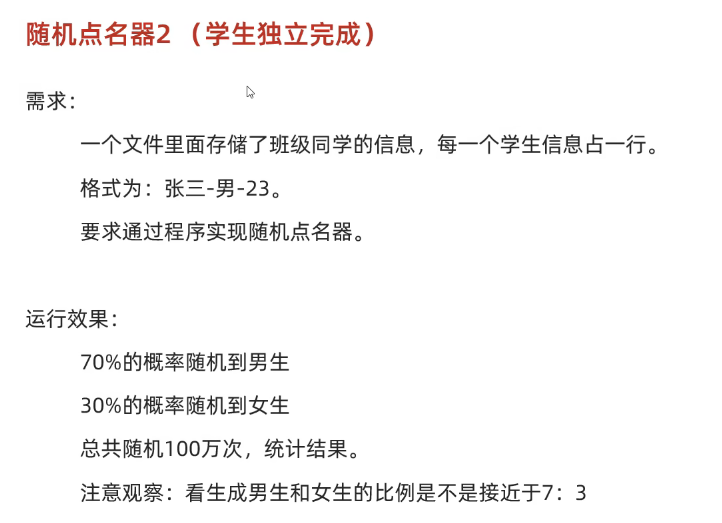 随机点名器2 （学生独立完成）
需求：
一个文件里面存储了班级同学的信息，每一个学生信息占一行。
格式为：张三-男-23。
要求通过程序实现随机点名器。
运行效果：
70%的概率随机到男生
30%的概率随机到女生
总共随机100万次，统计结果。
注意观察：看生成男生和女生的比例是不是接近于7：3